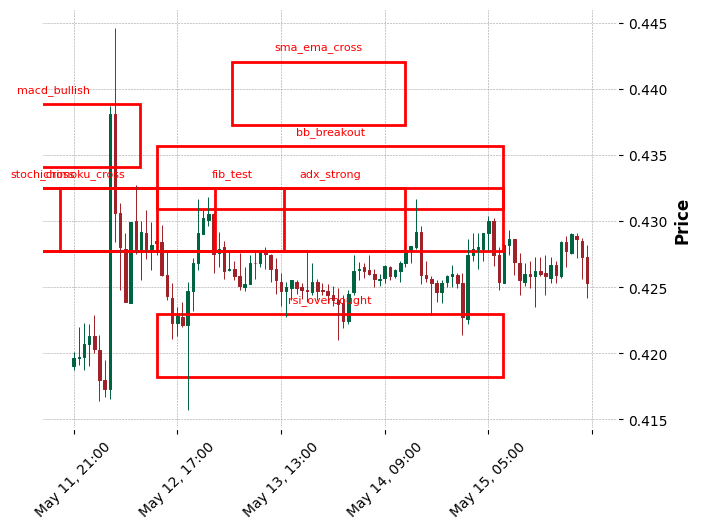 0.445
sma_ema_cross
macd_bullish
0.440
bb_breakout
0.435
stochichimoku_cross
fib_test
adx_strong
0.430
Price
0.425
rsi_overbought
0.420
0.415
May 11, 21:00
May 12, 17:00
May 13, 13:00
May 14, 09:00
May 15, 05:00